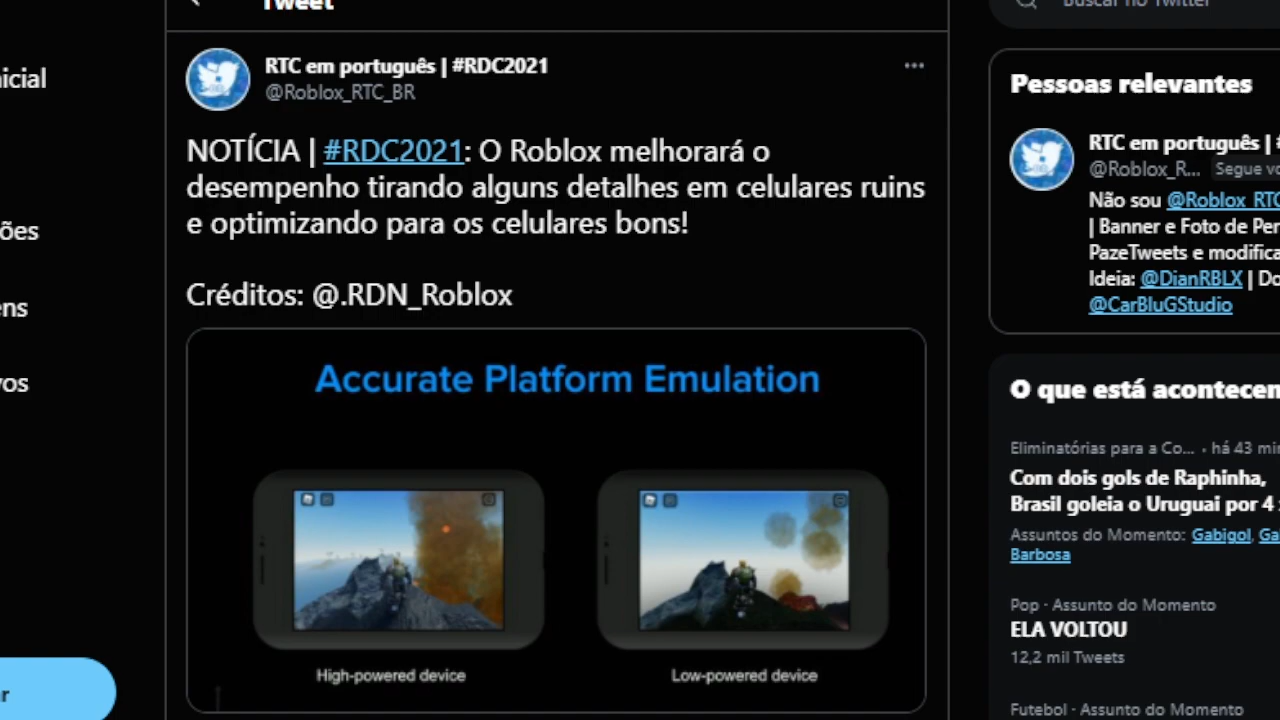 Tweet
Buscar no Twitter
RTC em português | #RDC2021
@Roblox_RTC_BR
NOTÍCIA | #RDC2021: O Roblox melhorará o
desempenho tirando alguns detalhes em celulares ruins
e optimizando para os celulares bons!
Créditos: @.RDN_Roblox
Accurate Platform Emulation
High-powered device
Low-powered device
Pessoas relevantes
RTC em português | #
@Roblox_R... Segue vo
Não sou @Roblox_RTC
| Banner e Foto de Per
PazeTweets e modifica
Ideia: @DianRBLX | Do
@CarBluGStudio
O que está acontecen
Eliminatórias para a Co... · há 43 min
Com dois gols de Raphinha,
Brasil goleia o Uruguai por 4
Assuntos do Momento: Gabigol, Ga
Barbosa
Pop · Assunto do Momento
ELA VOLTOU
12,2 mil Tweets
Futebol · Assunto do Momento
icial
ões
ens
vos
ar